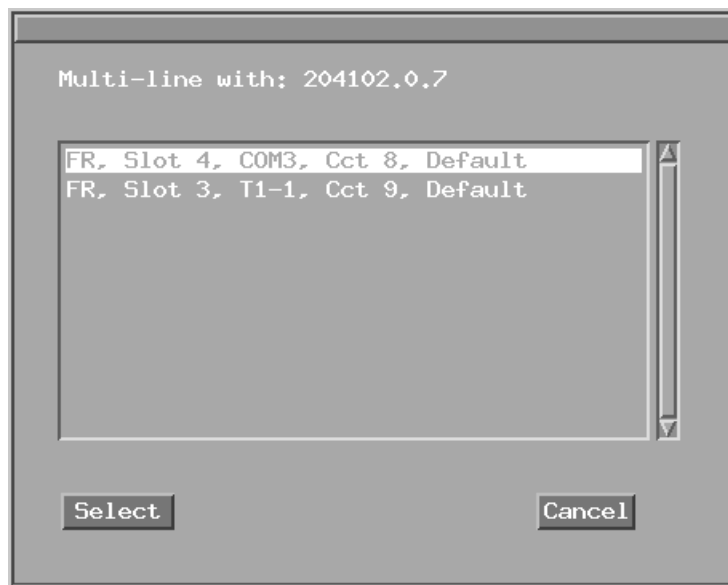 Multi-line with: 204102.0.7
FR, Slot 4, COM3, Cct 8, Default
FR, Slot 3, T1-1, Cct 9, Default
Select
Cancel